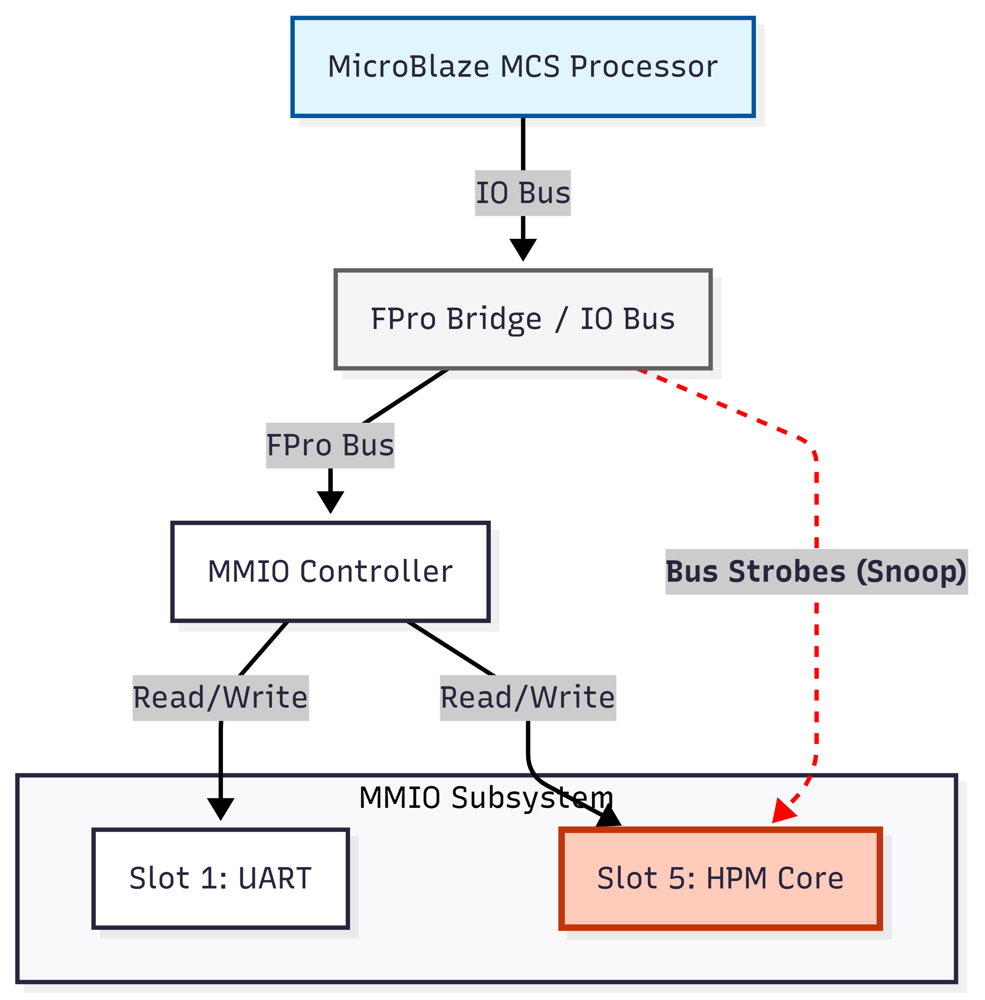 MicroBlaze MCS Processor
IO Bus
FPro Bridge / IO Bus
FPro Bus
MMIO Controller
Bus Strobes (Snoop)
Read/Write
Read/Write
MMIO Subsystem
Slot 1: UART
Slot 5: HPM Core